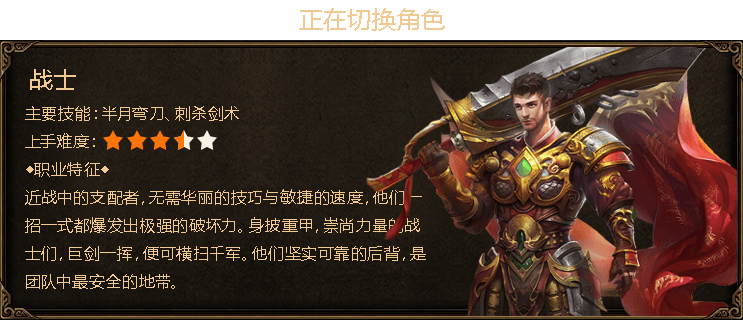 正在切换角色
战士
主要技能:半月弯刀、刺杀剑术
上手难度:
◆职业特征◆
近战中的支配者,无需华丽的技巧与敏捷的速度,他们一
招一式都爆发出极强的破坏力。身披重甲,崇尚力量的战
士们,巨剑一挥,便可横扫千军。他们坚实可靠的后背,是
团队中最安全的地带。